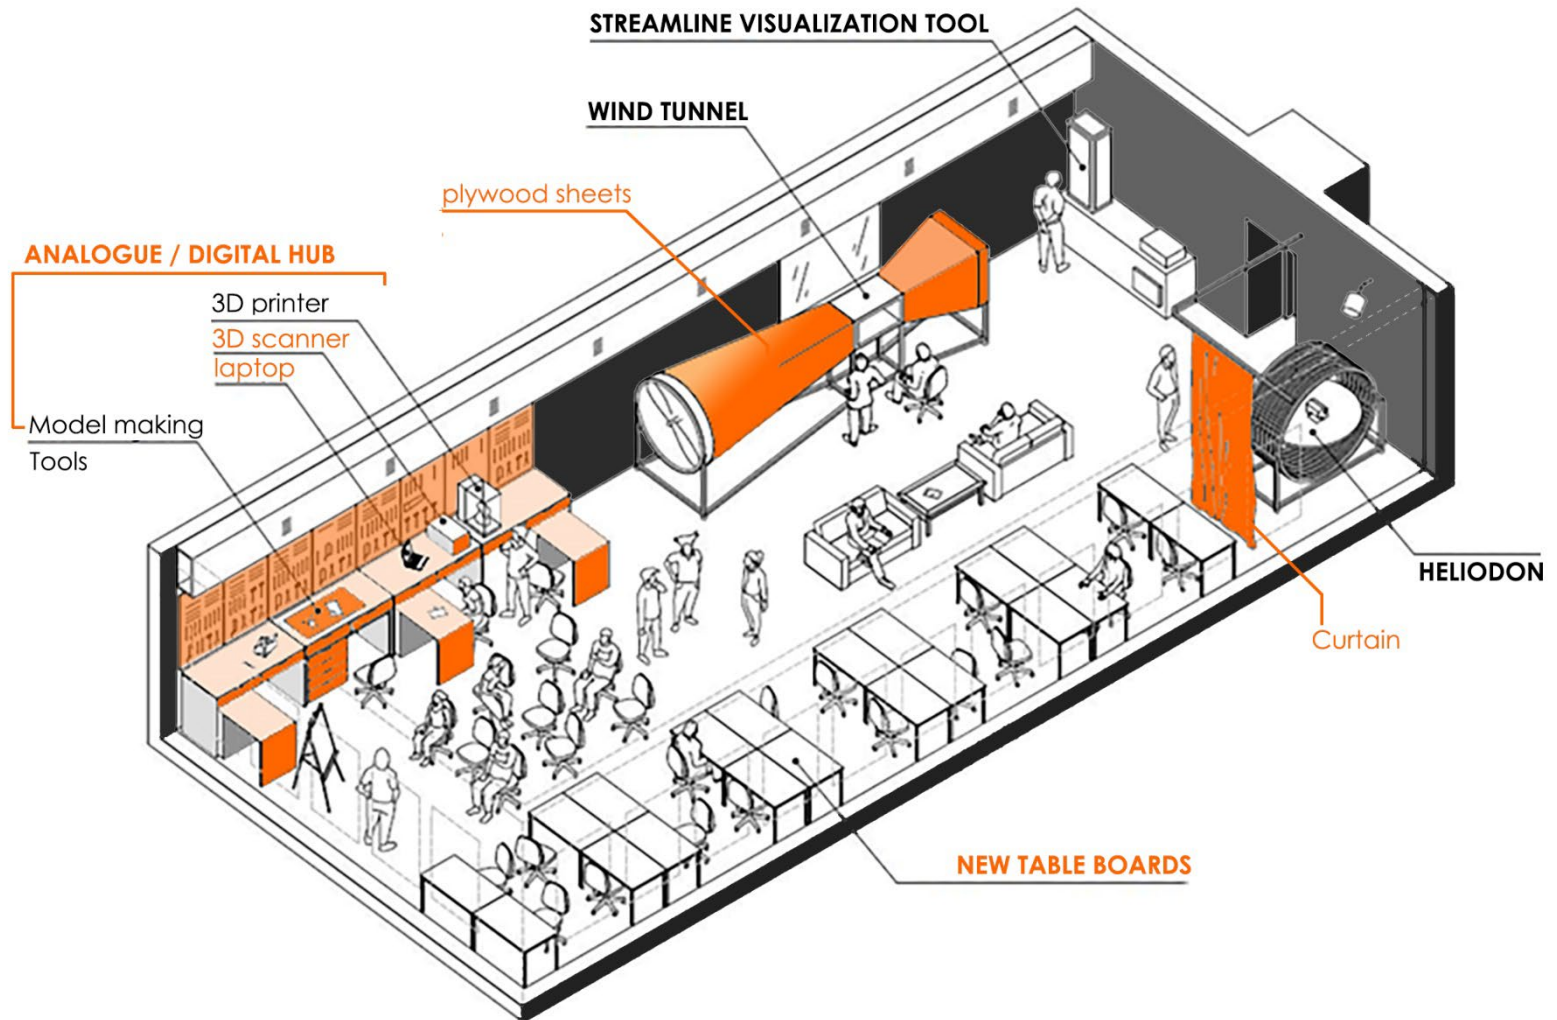 STREAMLINE VISUALIZATION TOOL
WIND TUNNEL
plywood sheets
ANALOGUE / DIGITAL HUB
3D printer
3D scanner
laptop
Model making
Tools
HELIODON
Curtain
NEW TABLE BOARDS